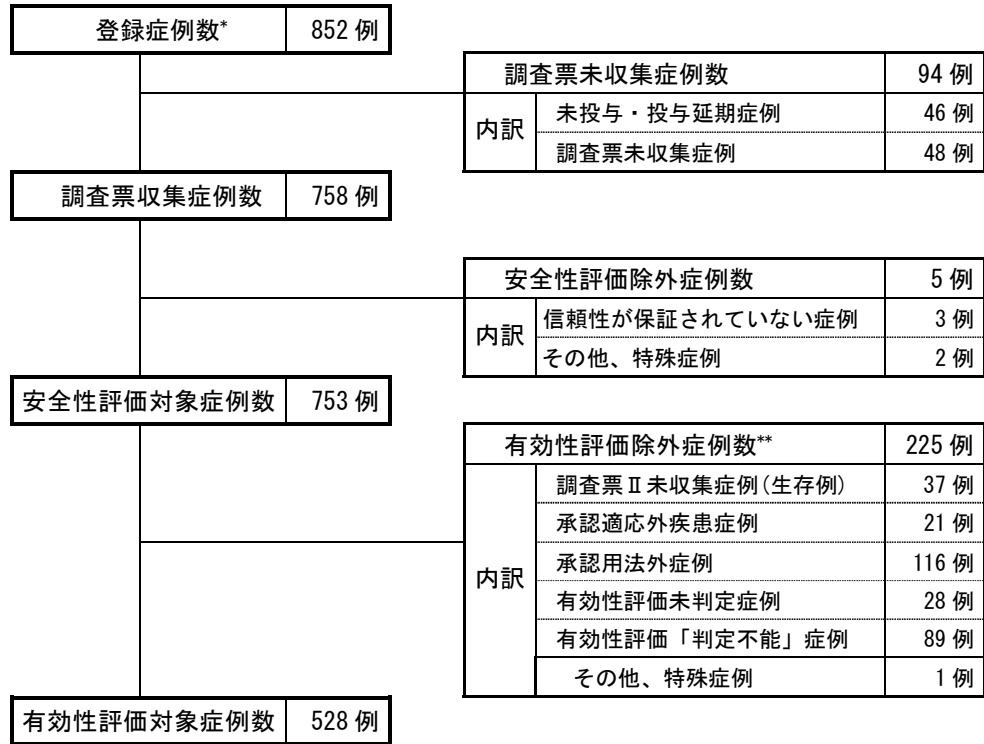 登録症例数* 852 例
調査票未収集症例数 94 例
内訳 未投与・投与延期症例 46 例
調査票未収集症例 48 例
調査票収集症例数 758 例
安全性評価除外症例数 5 例
内訳 信頼性が保証されていない症例 3 例
その他、特殊症例 2 例
安全性評価対象症例数 753 例
有効性評価除外症例数** 225 例
内訳 調査票Ⅱ未収集症例(生存例) 37 例
承認適応外疾患症例 21 例
承認用法外症例 116 例
有効性評価未判定症例 28 例
有効性評価「判定不能」症例 89 例
その他、特殊症例 1 例
有効性評価対象症例数 528 例